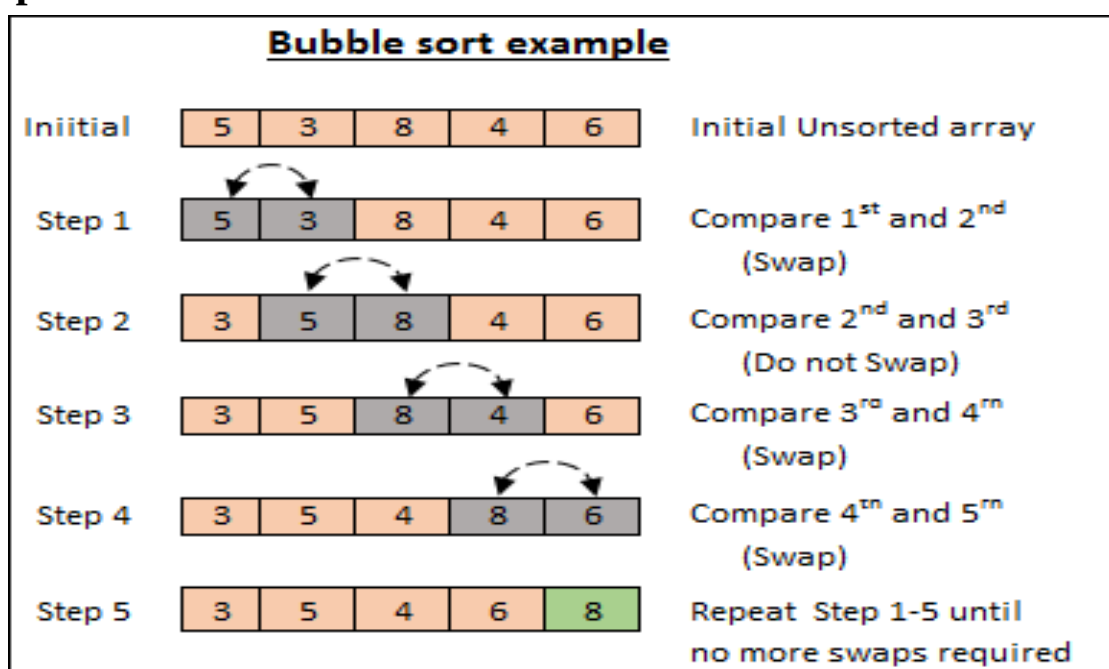 Bubble sort example
Iniitial 5 3 8 4 6 Initial Unsorted array
Step 1 5 3 8 4 6 Compare 1st and 2nd
(Swap)
Step 2 3 5 8 4 6 Compare 2nd and 3rd
(Do not Swap)
Step 3 3 5 8 4 6 Compare 3rd and 4th
(Swap)
Step 4 3 5 4 8 6 Compare 4th and 5th
(Swap)
Step 5 3 5 4 6 8 Repeat Step 1-5 until
no more swaps required